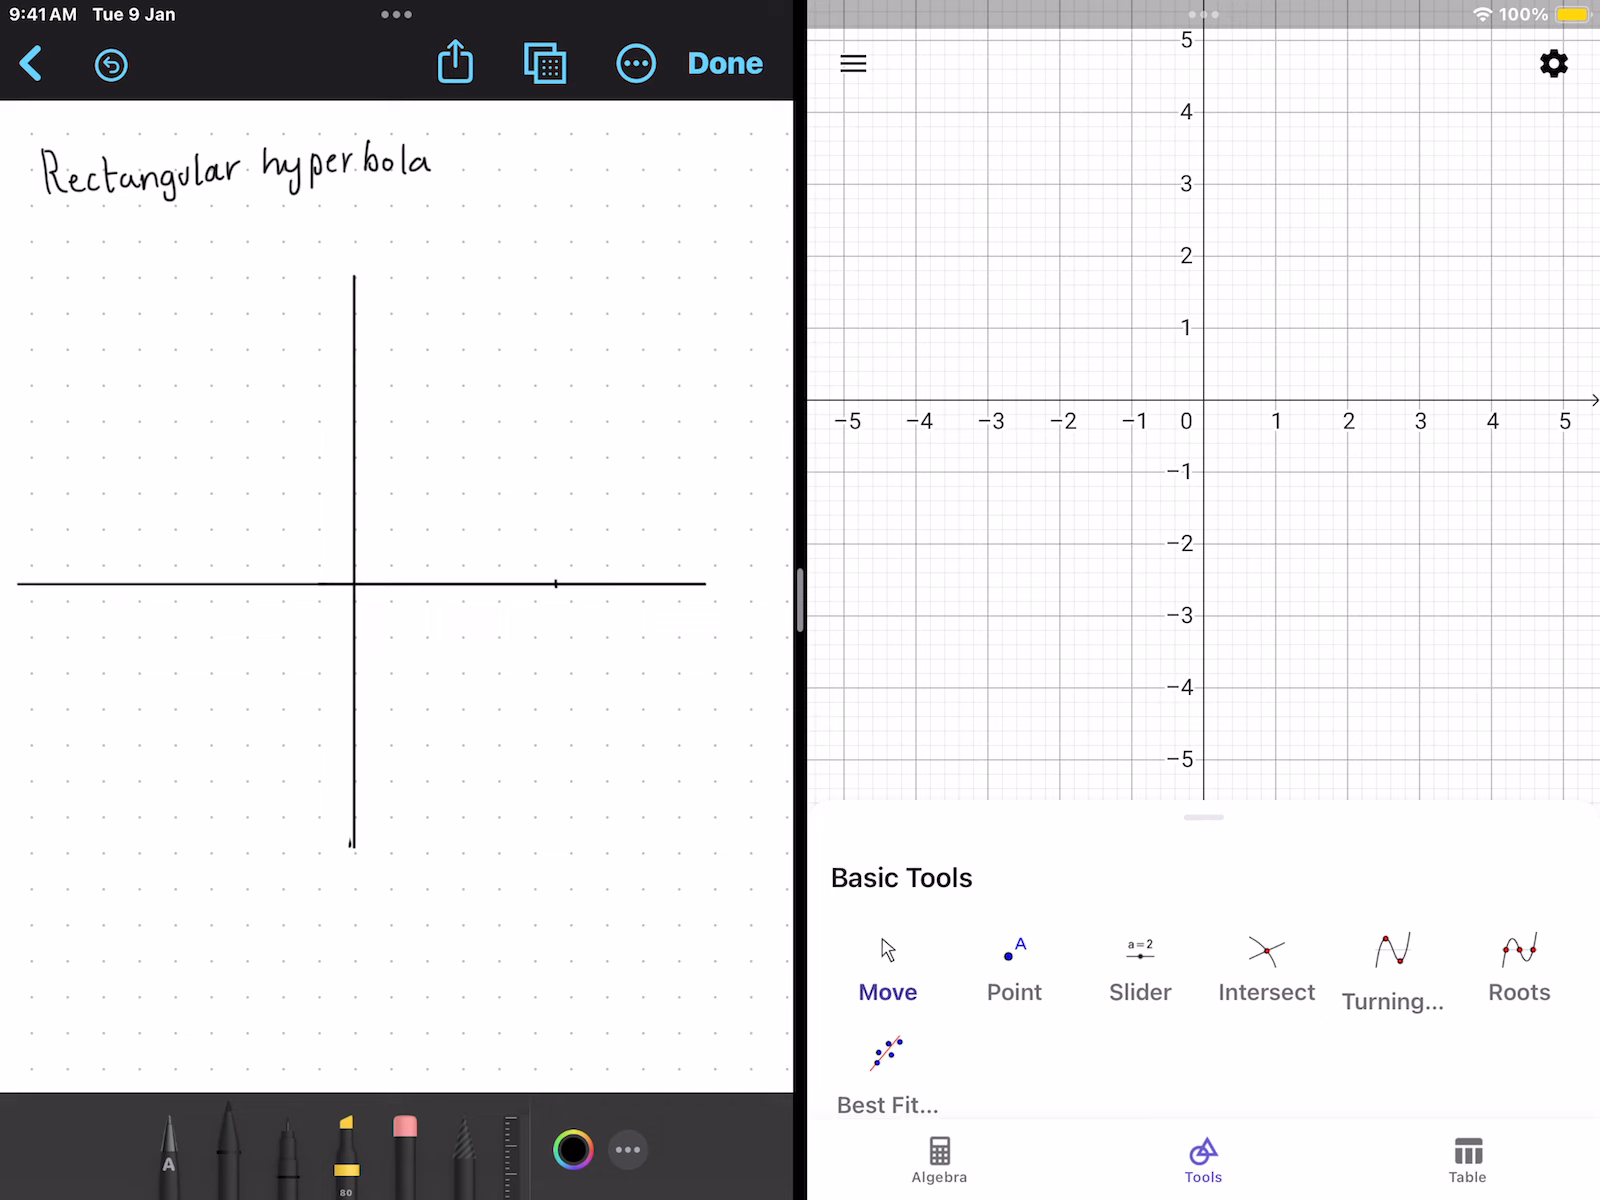 9:41 AM Tue 9 Jan
100%
Done
Rectangular hyperbola
A
80
5
4
3
2
1
−5 −4 −3 −2 −1 0 1 2 3 4 5
−1
−2
−3
−4
−5
Basic Tools
A
a=2
Move Point Slider Intersect Turning... Roots
Best Fit...
Algebra Tools Table